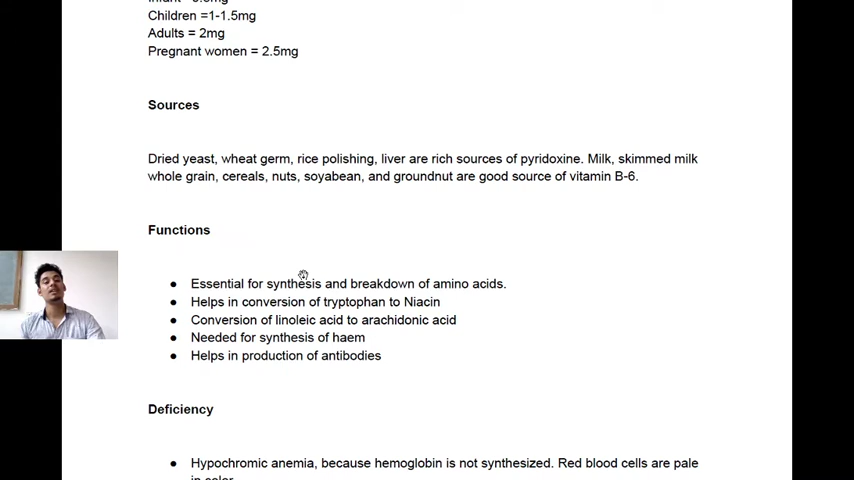 Children =1-1.5mg
Adults = 2mg
Pregnant women = 2.5mg
Sources
Dried yeast, wheat germ, rice polishing, liver are rich sources of pyridoxine. Milk, skimmed milk
whole grain, cereals, nuts, soyabean, and groundnut are good source of vitamin B-6.
Functions
● Essential for synthesis and breakdown of amino acids.
● Helps in conversion of tryptophan to Niacin
● Conversion of linoleic acid to arachidonic acid
● Needed for synthesis of haem
● Helps in production of antibodies
Deficiency
● Hypochromic anemia, because hemoglobin is not synthesized. Red blood cells are pale